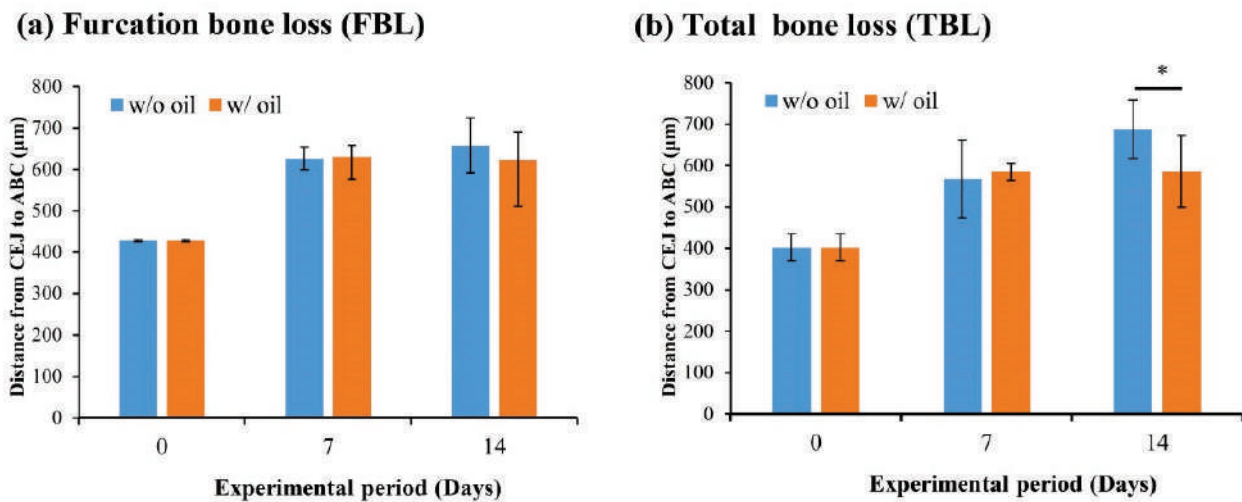 (a) Furcation bone loss (FBL)
Distance from CEJ to ABC (μm)
800
700
600
500
400
300
200
100
0
w/o oil w/ oil
0 7 14
Experimental period (Days)
(b) Total bone loss (TBL)
Distance from CEJ to ABC (μm)
800
700
600
500
400
300
200
100
0
w/o oil w/ oil
*
0 7 14
Experimental period (Days)